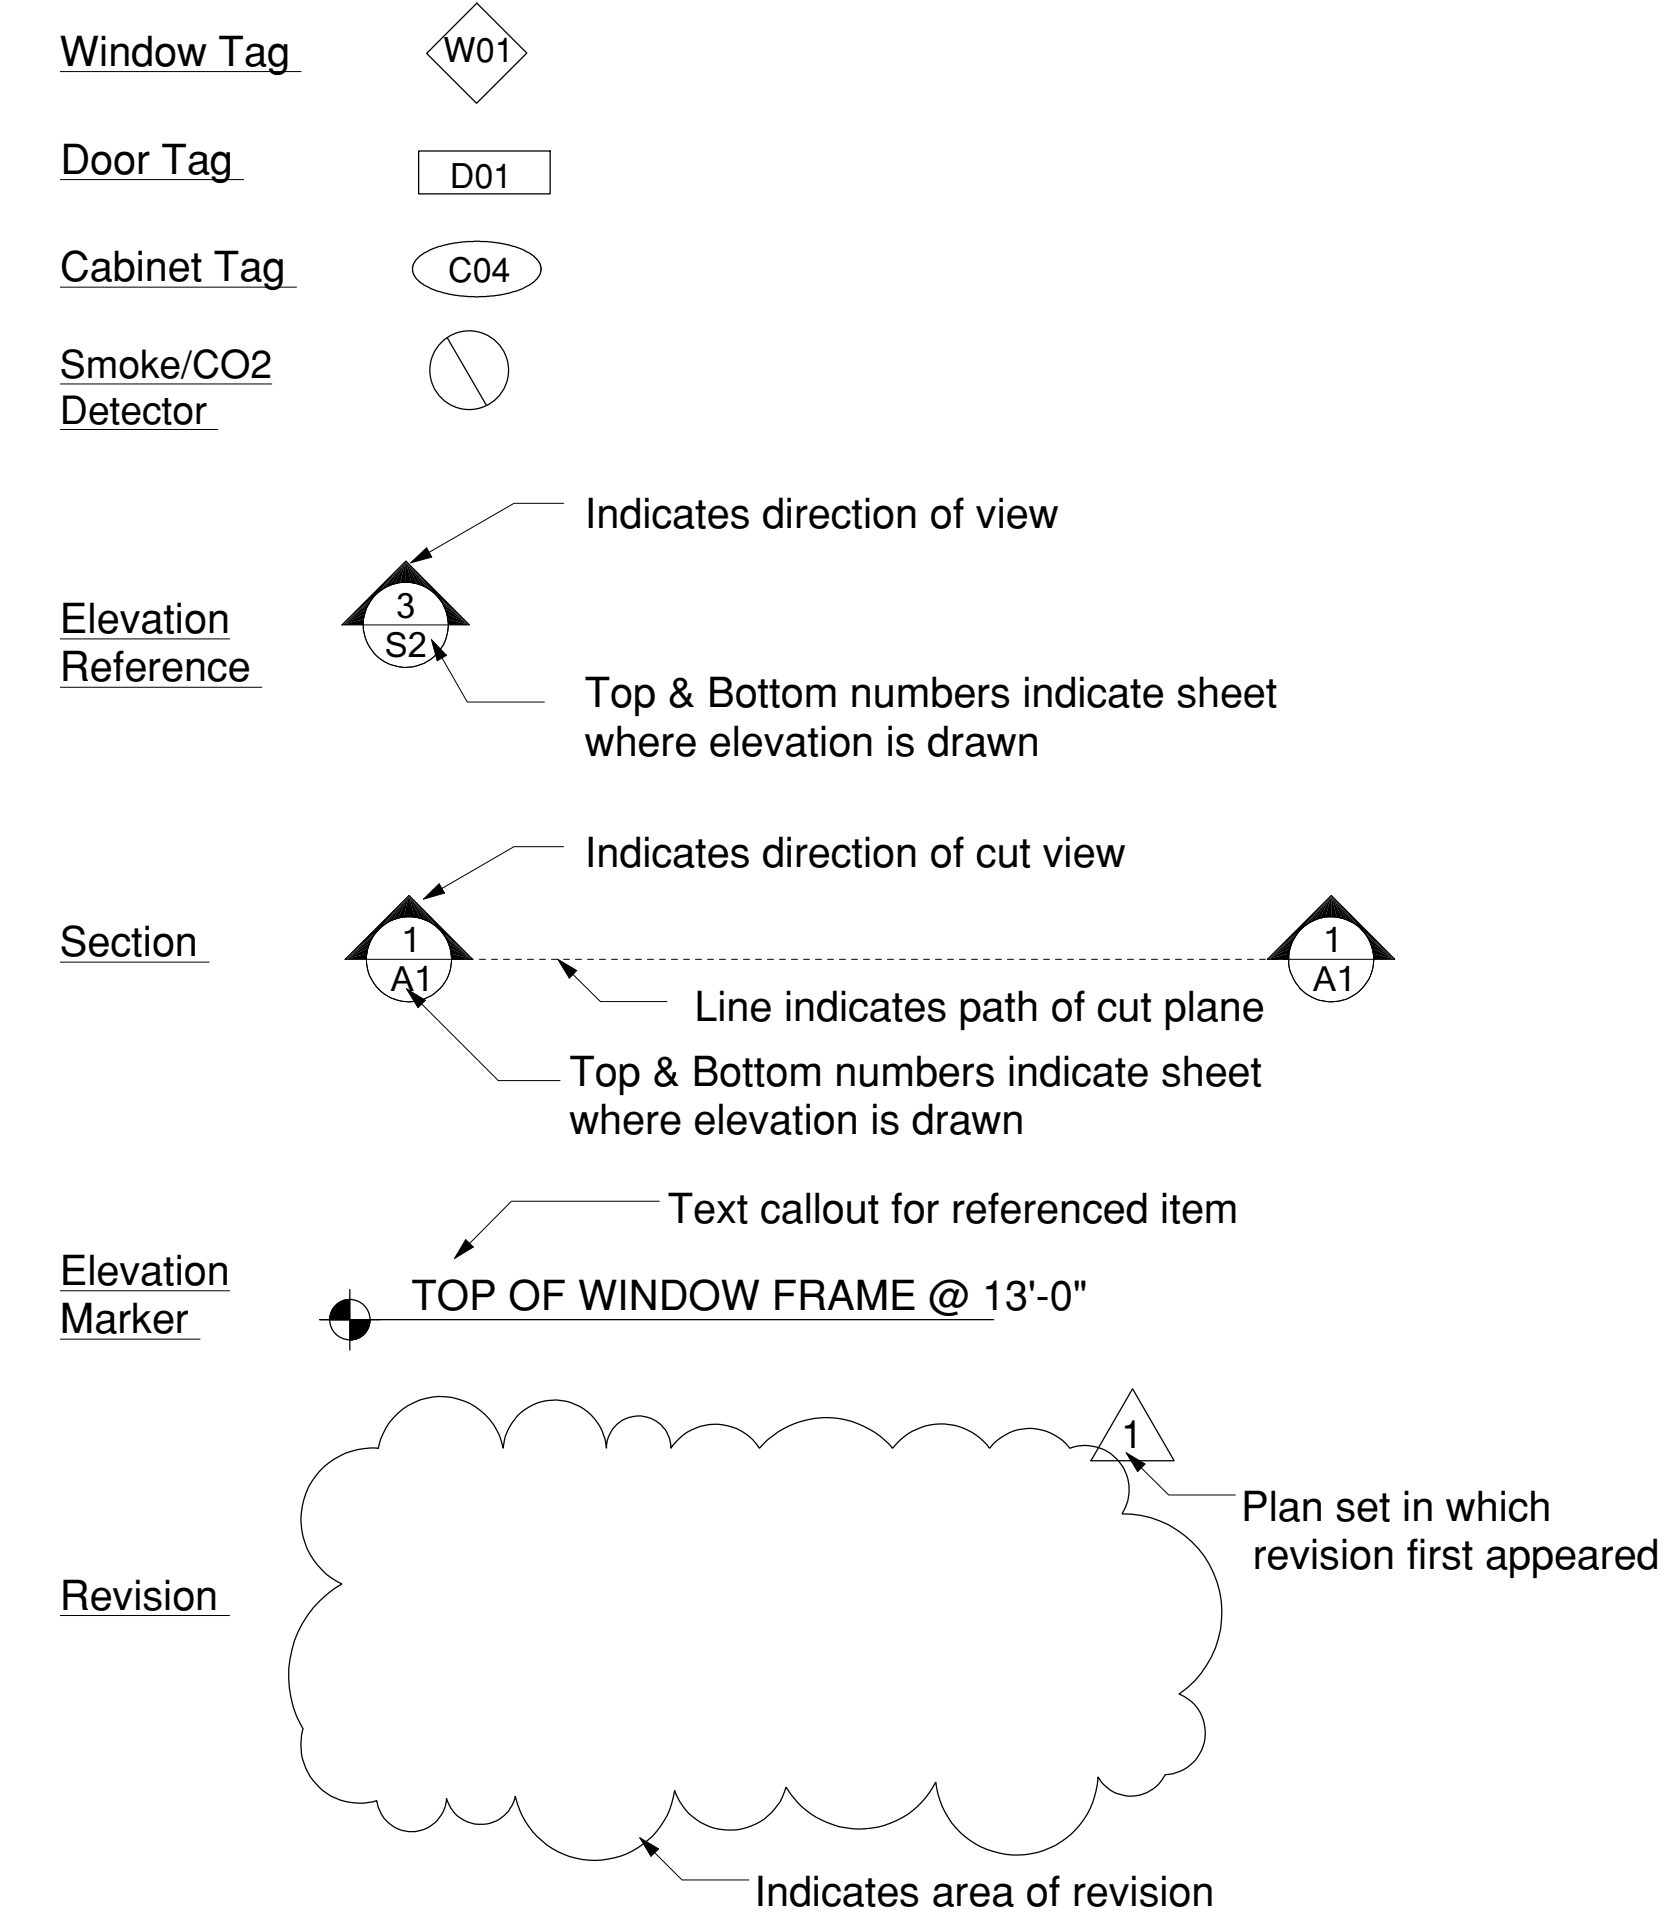 Window Tag
W01
Door Tag
D01
Cabinet Tag
C04
Smoke/CO2
Detector
Indicates direction of view
Elevation
Reference
3
S2
Top & Bottom numbers indicate sheet
where elevation is drawn
Indicates direction of cut view
Section
1
A1
1
A1
Line indicates path of cut plane
Top & Bottom numbers indicate sheet
where elevation is drawn
Text callout for referenced item
Elevation
Marker
TOP OF WINDOW FRAME @ 13'-0"
1
Plan set in which
revision first appeared
Revision
Indicates area of revision